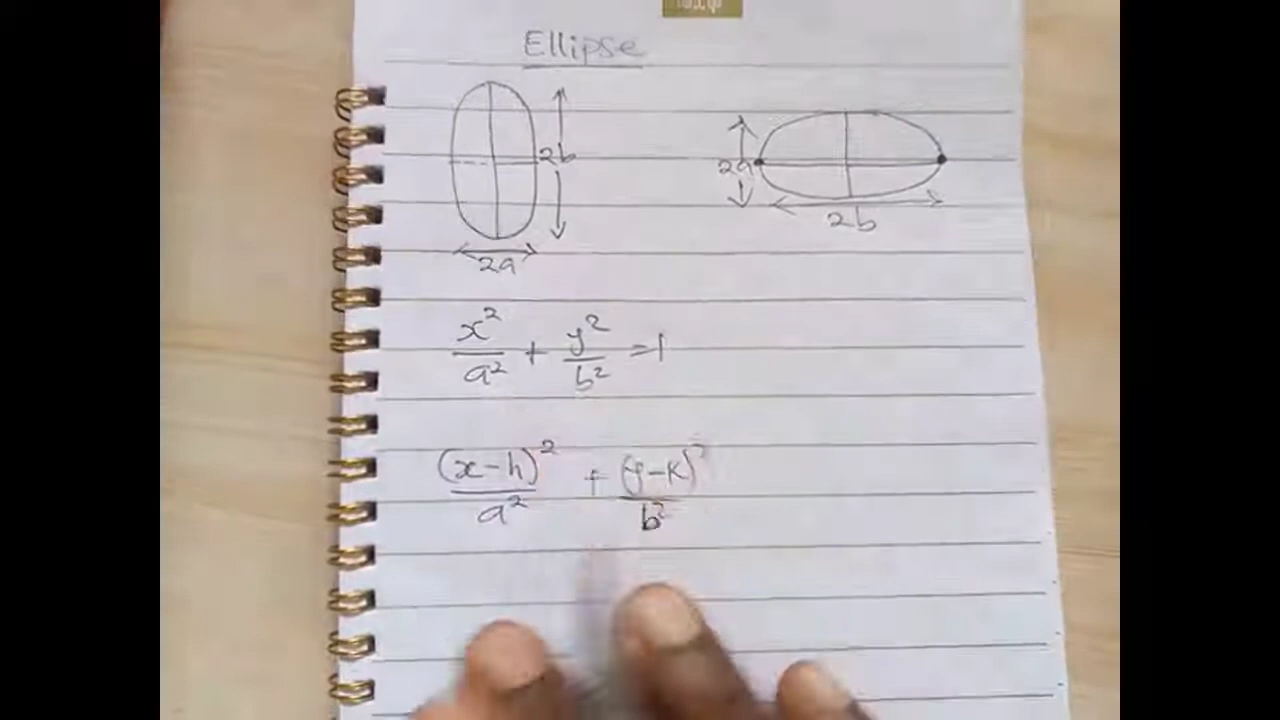 Ellipse
2b
2a
2a
2b
x²/a² + y²/b² = 1
(x-h)²/a² + (y-k)²/b²